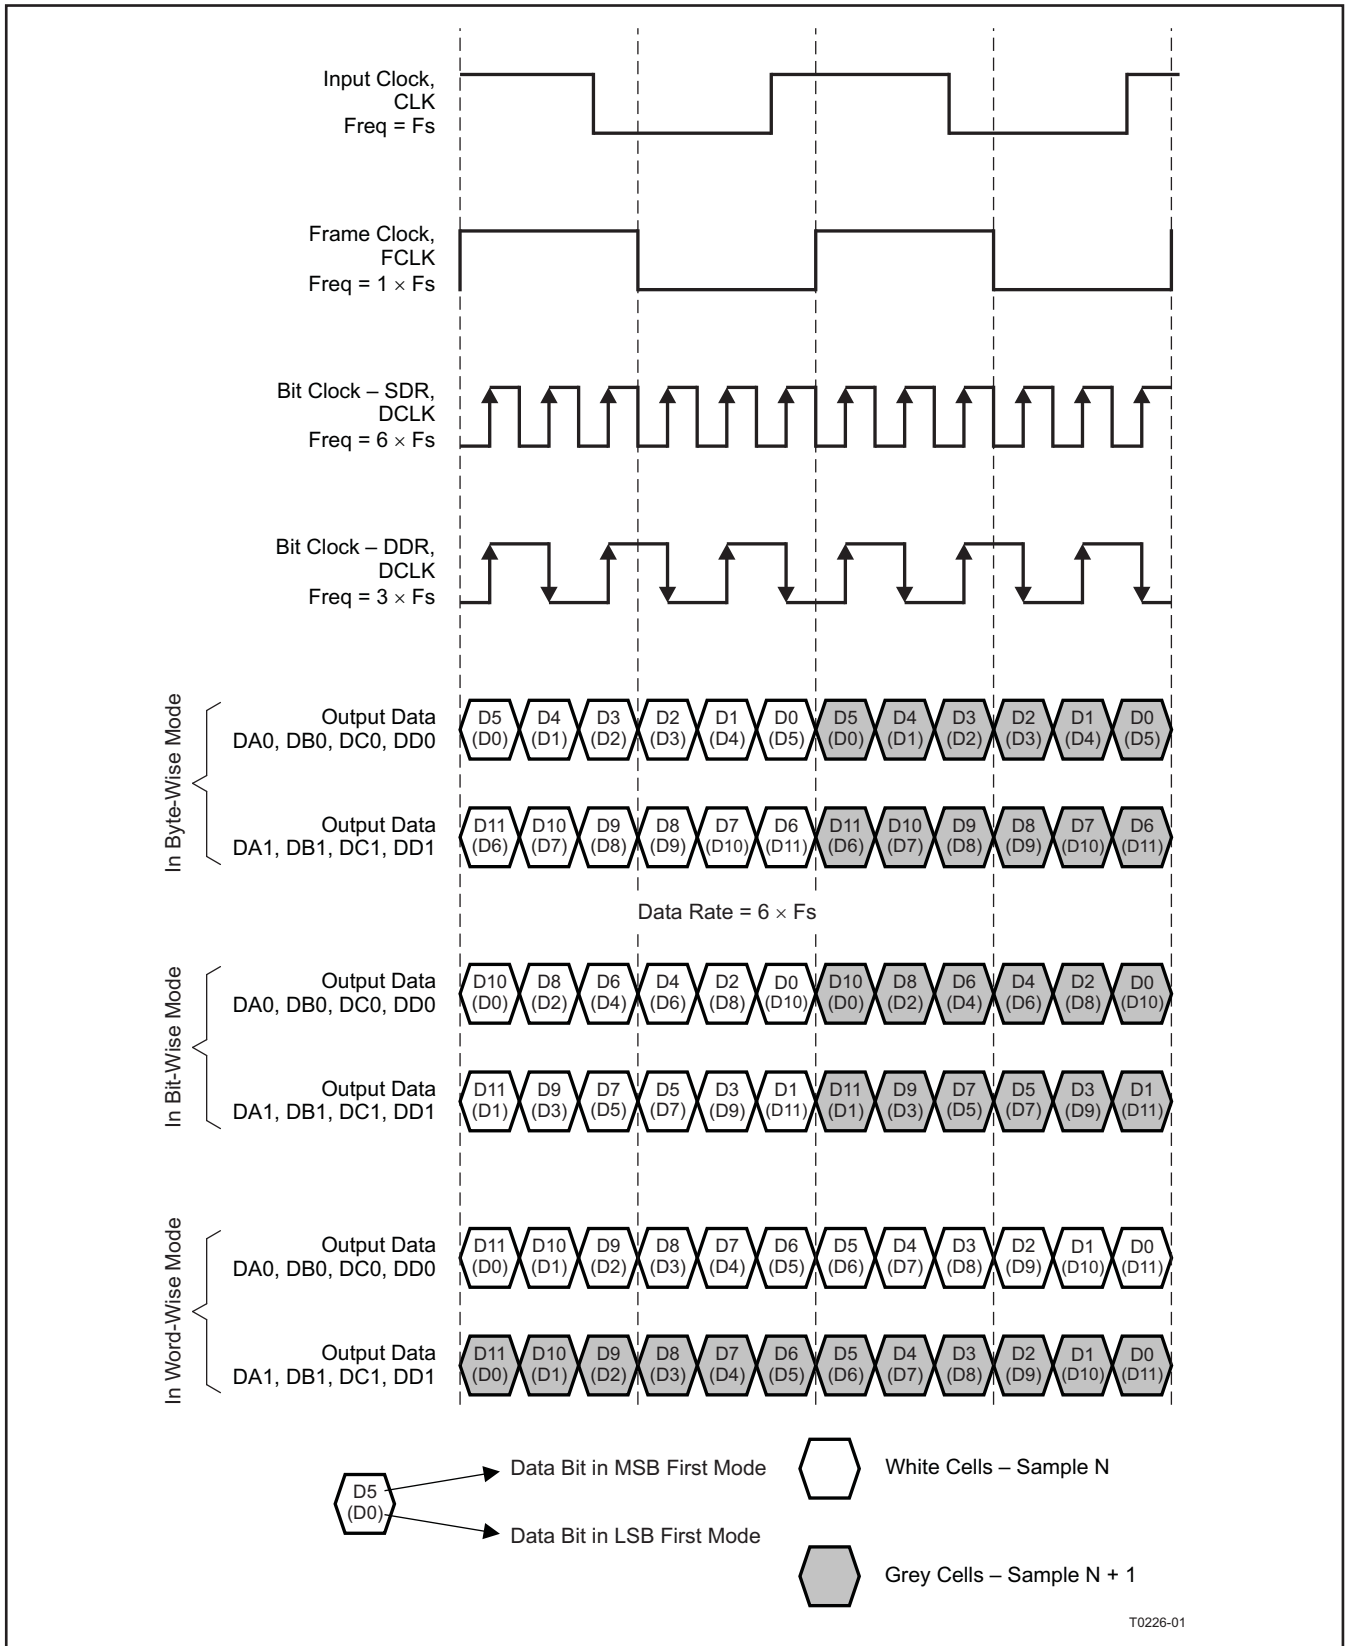 Input Clock,
CLK
Freq = Fs
Frame Clock,
FCLK
Freq = 1 × Fs
Bit Clock – SDR,
DCLK
Freq = 6 × Fs
Bit Clock – DDR,
DCLK
Freq = 3 × Fs
In Byte-Wise Mode
Output Data
DA0, DB0, DC0, DD0
D5 D4 D3 D2 D1 D0 D5 D4 D3 D2 D1 D0
(D0) (D1) (D2) (D3) (D4) (D5) (D0) (D1) (D2) (D3) (D4) (D5)
Output Data
DA1, DB1, DC1, DD1
D11 D10 D9 D8 D7 D6 D11 D10 D9 D8 D7 D6
(D6) (D7) (D8) (D9) (D10) (D11) (D6) (D7) (D8) (D9) (D10) (D11)
Data Rate = 6 × Fs
In Bit-Wise Mode
Output Data
DA0, DB0, DC0, DD0
D10 D8 D6 D4 D2 D0 D10 D8 D6 D4 D2 D0
(D0) (D2) (D4) (D6) (D8) (D10) (D0) (D2) (D4) (D6) (D8) (D10)
Output Data
DA1, DB1, DC1, DD1
D11 D9 D7 D5 D3 D1 D11 D9 D7 D5 D3 D1
(D1) (D3) (D5) (D7) (D9) (D11) (D1) (D3) (D5) (D7) (D9) (D11)
In Word-Wise Mode
Output Data
DA0, DB0, DC0, DD0
D11 D10 D9 D8 D7 D6 D5 D4 D3 D2 D1 D0
(D0) (D1) (D2) (D3) (D4) (D5) (D6) (D7) (D8) (D9) (D10) (D11)
Output Data
DA1, DB1, DC1, DD1
D11 D10 D9 D8 D7 D6 D5 D4 D3 D2 D1 D0
(D0) (D1) (D2) (D3) (D4) (D5) (D6) (D7) (D8) (D9) (D10) (D11)
D5
(D0)
Data Bit in MSB First Mode
Data Bit in LSB First Mode
White Cells – Sample N
Grey Cells – Sample N + 1
T0226-01